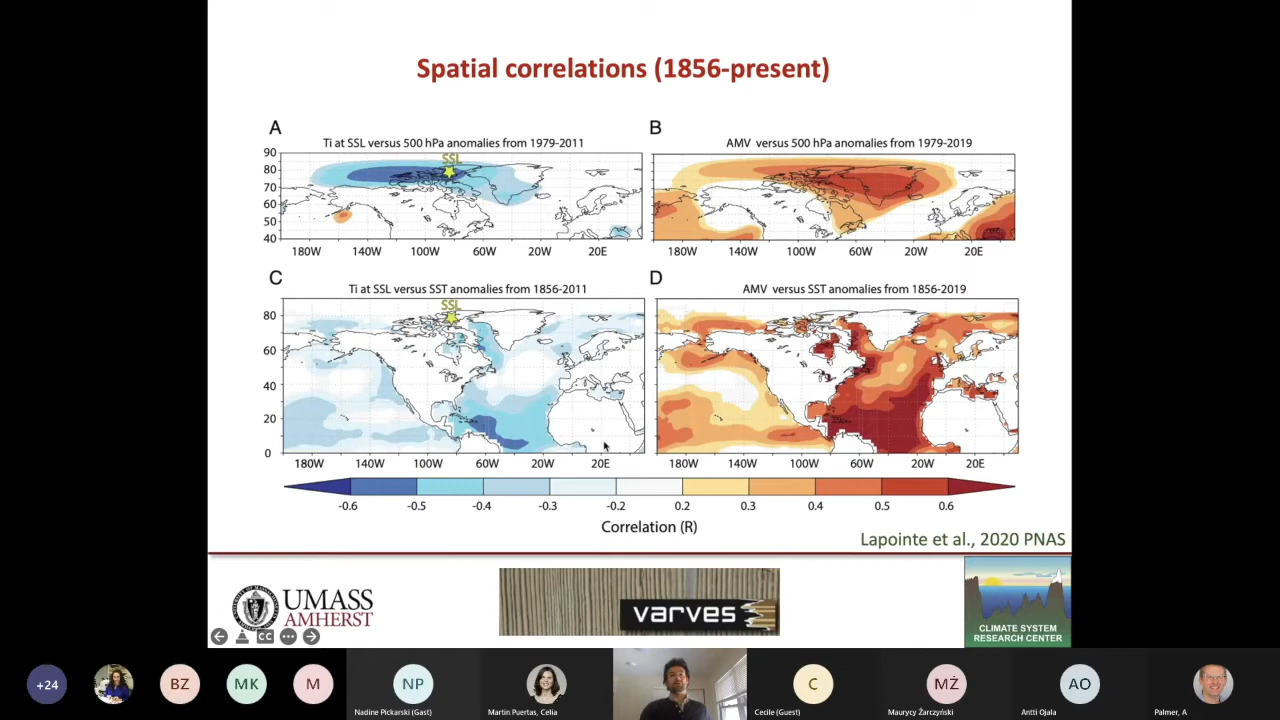 Spatial correlations (1856-present)
A
Ti at SSL versus 500 hPa anomalies from 1979-2011
SSL
90
80
70
60
50
40
180W 140W 100W 60W 20W 20E
B
AMV versus 500 hPa anomalies from 1979-2019
180W 140W 100W 60W 20W 20E
C
Ti at SSL versus SST anomalies from 1856-2011
SSL
80
60
40
20
0
180W 140W 100W 60W 20W 20E
D
AMV versus SST anomalies from 1856-2019
180W 140W 100W 60W 20W 20E
-0.6 -0.5 -0.4 -0.3 -0.2 0.2 0.3 0.4 0.5 0.6
Correlation (R)
Lapointe et al., 2020 PNAS
UMASS
AMHERST
varves
CLIMATE SYSTEM
RESEARCH CENTER
CC
+24
BZ
MK
M
NP
Nadine Pickarski (Gast)
Martin Puertas, Celia
C
Cecile (Guest)
MŻ
Maurycy Żarczyński
AO
Antti Ojala
Palmer, A